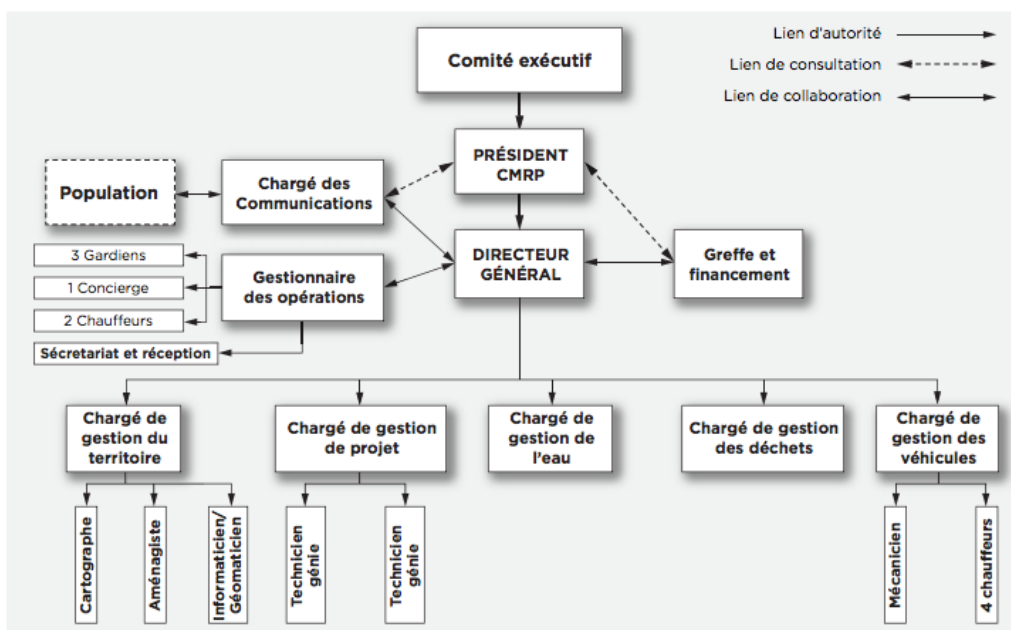 Comité exécutif
Lien d'autorité
Lien de consultation
Lien de collaboration
PRÉSIDENT
CMRP
Population
Chargé des
Communications
DIRECTEUR
GÉNÉRAL
Greffe et
financement
3 Gardiens
1 Concierge
2 Chauffeurs
Gestionnaire
des opérations
Sécretariat et réception
Chargé de
gestion du
territoire
Chargé de gestion
de projet
Chargé de
gestion de
l'eau
Chargé de gestion
des déchets
Chargé de
gestion des
véhicules
Cartographe
Aménagiste
Informaticien/
Géomaticien
Technicien
génie
Technicien
génie
Mécanicien
4 chauffeurs